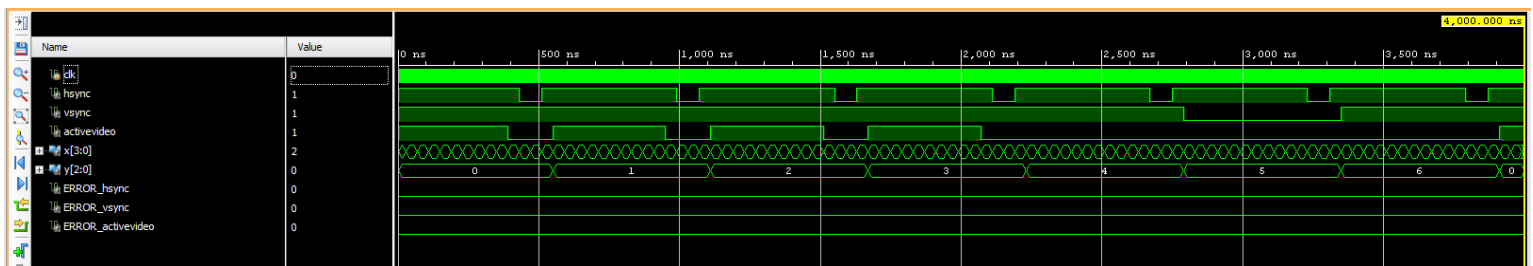 4,000.000 ns
Name Value
0 ns 500 ns 1,000 ns 1,500 ns 2,000 ns 2,500 ns 3,000 ns 3,500 ns
clk 0
hsync 1
vsync 1
activevideo 1
x[3:0] 2
y[2:0] 0 0 1 2 3 4 5 6 0
ERROR_hsync 0
ERROR_vsync 0
ERROR_activevideo 0